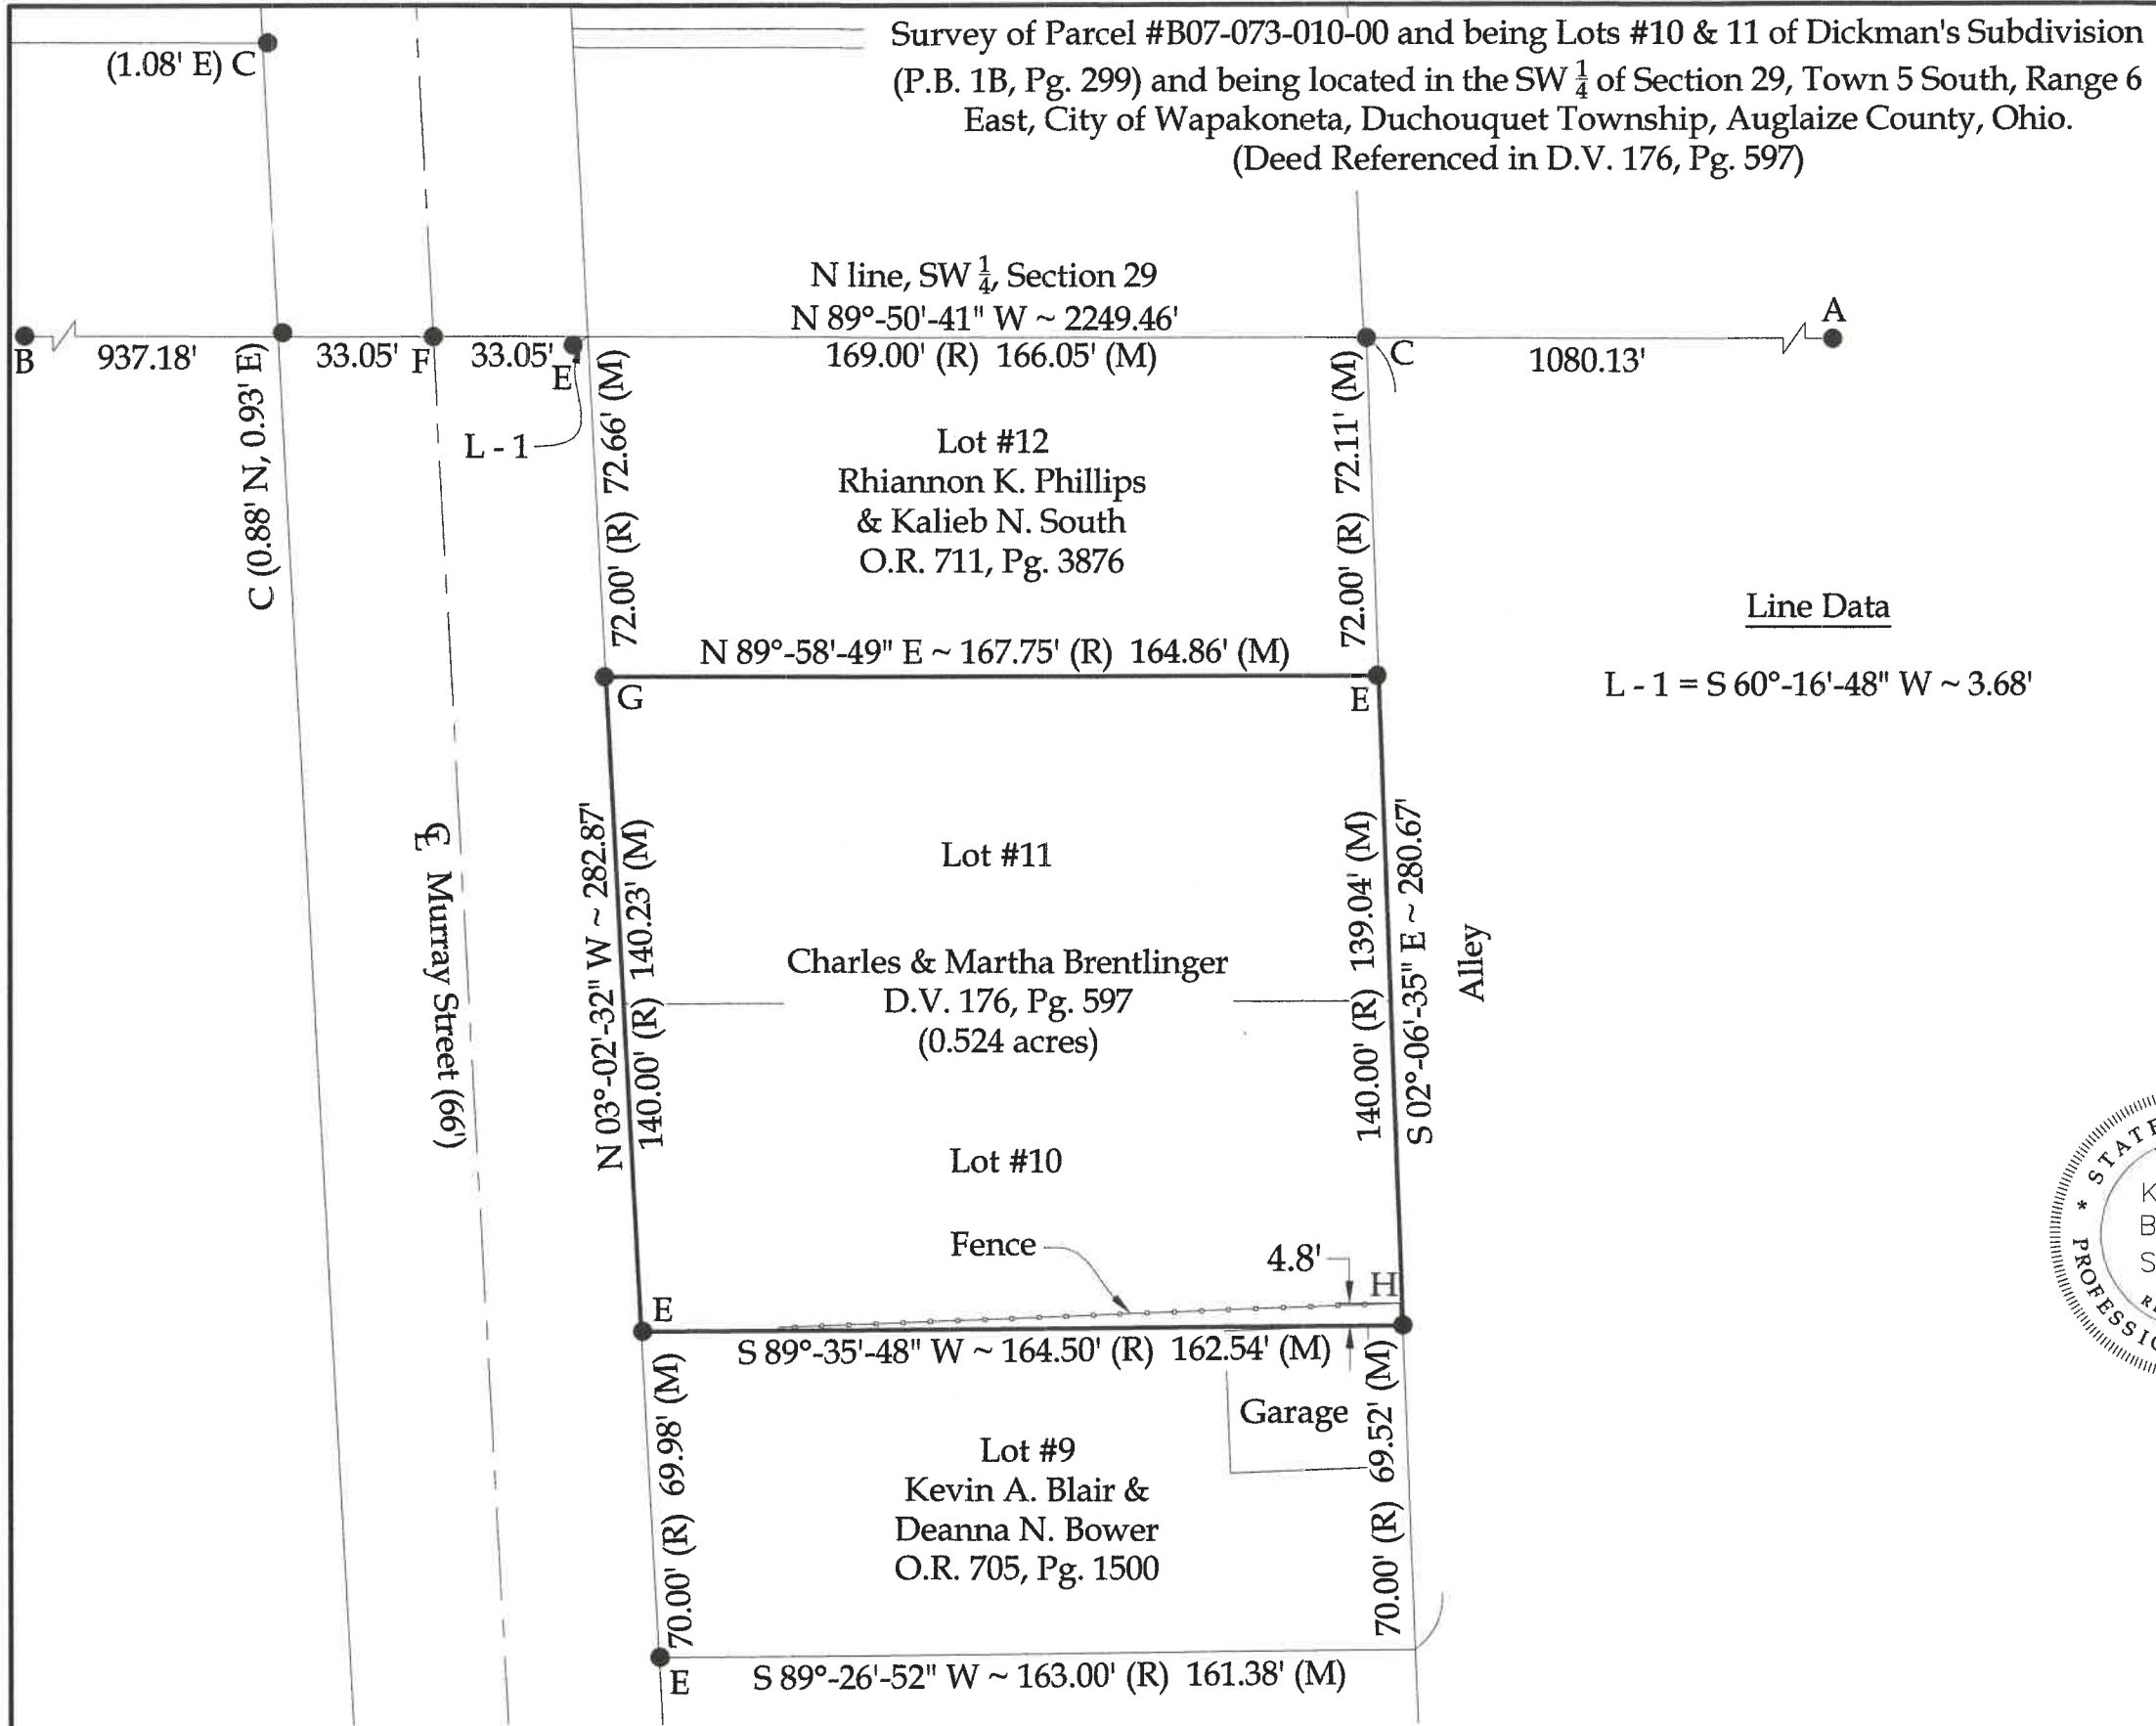 Survey of Parcel #B07-073-010-00 and being Lots #10 & 11 of Dickman's Subdivision
(P.B. 1B, Pg. 299) and being located in the SW 1/4 of Section 29, Town 5 South, Range 6
East, City of Wapakoneta, Duchouquet Township, Auglaize County, Ohio.
(Deed Referenced in D.V. 176, Pg. 597)
(1.08' E) C
N line, SW 1/4, Section 29
N 89°-50'-41" W ~ 2249.46'
A
B
937.18'
33.05'
F
33.05'
E
169.00' (R) 166.05' (M)
C
1080.13'
C (0.88' N, 0.93' E)
L - 1
72.00' (R) 72.66' (M)
72.00' (R) 72.11' (M)
Lot #12
Rhiannon K. Phillips
& Kalieb N. South
O.R. 711, Pg. 3876
Line Data
L - 1 = S 60°-16'-48" W ~ 3.68'
N 89°-58'-49" E ~ 167.75' (R) 164.86' (M)
G
E
℄ Murray Street (66')
N 03°-02'-32" W ~ 282.87'
140.00' (R) 140.23' (M)
Lot #11
Charles & Martha Brentlinger
D.V. 176, Pg. 597
(0.524 acres)
140.00' (R) 139.04' (M)
S 02°-06'-35" E ~ 280.67'
Alley
Lot #10
Fence
4.8'
H
E
S 89°-35'-48" W ~ 164.50' (R) 162.54' (M)
Garage
70.00' (R) 69.98' (M)
70.00' (R) 69.52' (M)
Lot #9
Kevin A. Blair &
Deanna N. Bower
O.R. 705, Pg. 1500
E
S 89°-26'-52" W ~ 163.00' (R) 161.38' (M)
* STATE
K
B
S